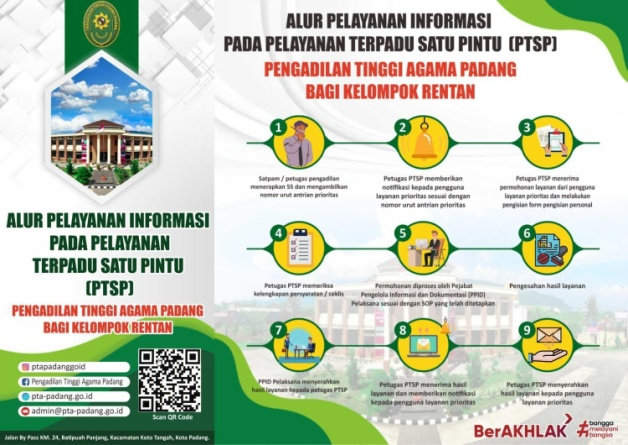 ALUR PELAYANAN INFORMASI
PADA PELAYANAN
TERPADU SATU PINTU
(PTSP)
PENGADILAN TINGGI AGAMA PADANG
BAGI KELOMPOK RENTAN
ptapadanggoid
Pengadilan Tinggi Agama Padang
pta-padang.go.id
admin@pta-padang.go.id
Scan QR Code
Jalan By Pass KM. 24, Batipuah Panjang, Kacamatan Koto Tangah, Kota Padang.
ALUR PELAYANAN INFORMASI
PADA PELAYANAN TERPADU SATU PINTU (PTSP)
PENGADILAN TINGGI AGAMA PADANG
BAGI KELOMPOK RENTAN
1
Satpam / petugas pengadilan
menerapkan 5S dan mengambilkan
nomor urut antrian prioritas
2
Petugas PTSP memberikan
notifikasi kepada pengguna
layanan prioritas sesuai dengan
nomor urut antrian prioritas
3
Petugas PTSP menerima
permohonan layanan dari pengguna
layanan prioritas dan melakukan
pengisian form pengisian personal
4
Petugas PTSP memeriksa
kelengkapan persyaratan / ceklis
5
Permohonan diproses oleh Pejabat
Pengelola Informasi dan Dokumentasi (PPID)
Pelaksana sesuai dengan SOP yang telah ditetapkan
6
Pengesahan hasil layanan
7
PPID Pelaksana menyerahkan
hasil layanan kepada petugas PTSP
8
Petugas PTSP menerima hasil
layanan dan memberikan notifikasi
kepada pengguna layanan prioritas
9
Petugas PTSP menyerahkan
hasil layanan kepada pengguna
layanan prioritas
BerAKHLAK
#bangga
melayani
bangsa